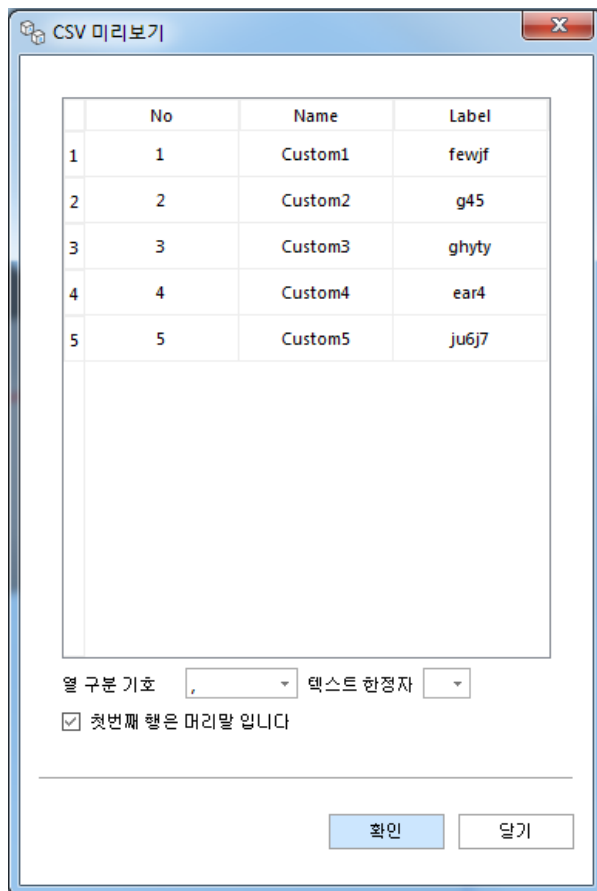 CSV 미리보기
No Name Label
1 1 Custom1 fewjf
2 2 Custom2 g45
3 3 Custom3 ghyty
4 4 Custom4 ear4
5 5 Custom5 ju6j7
열 구분 기호 , 텍스트 한정자
첫번째 행은 머리말 입니다
확인 닫기